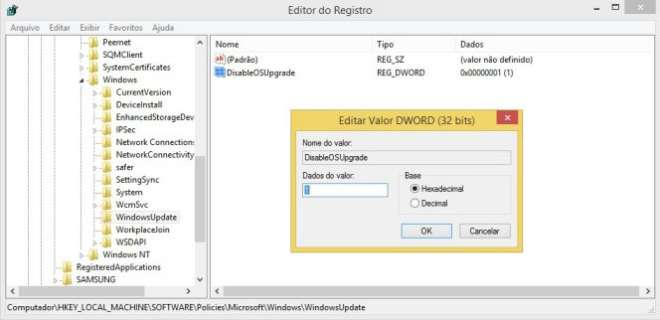 Editor do Registro
Arquivo Editar Exibir Favoritos Ajuda
Peernet
SQMClient
SystemCertificates
Windows
CurrentVersion
DeviceInstall
EnhancedStorageDev
IPSec
Network Connections
NetworkConnectivity
safer
SettingSync
System
WcmSvc
WindowsUpdate
WorkplaceJoin
WSDAPI
Windows NT
RegisteredApplications
SAMSUNG
Nome Tipo Dados
ab (Padrão) REG_SZ (valor não definido)
DisableOSUpgrade REG_DWORD 0x00000001 (1)
Editar Valor DWORD (32 bits)
Nome do valor:
DisableOSUpgrade
Dados do valor:
1
Base
Hexadecimal
Decimal
OK Cancelar
Computador\HKEY_LOCAL_MACHINE\SOFTWARE\Policies\Microsoft\Windows\WindowsUpdate